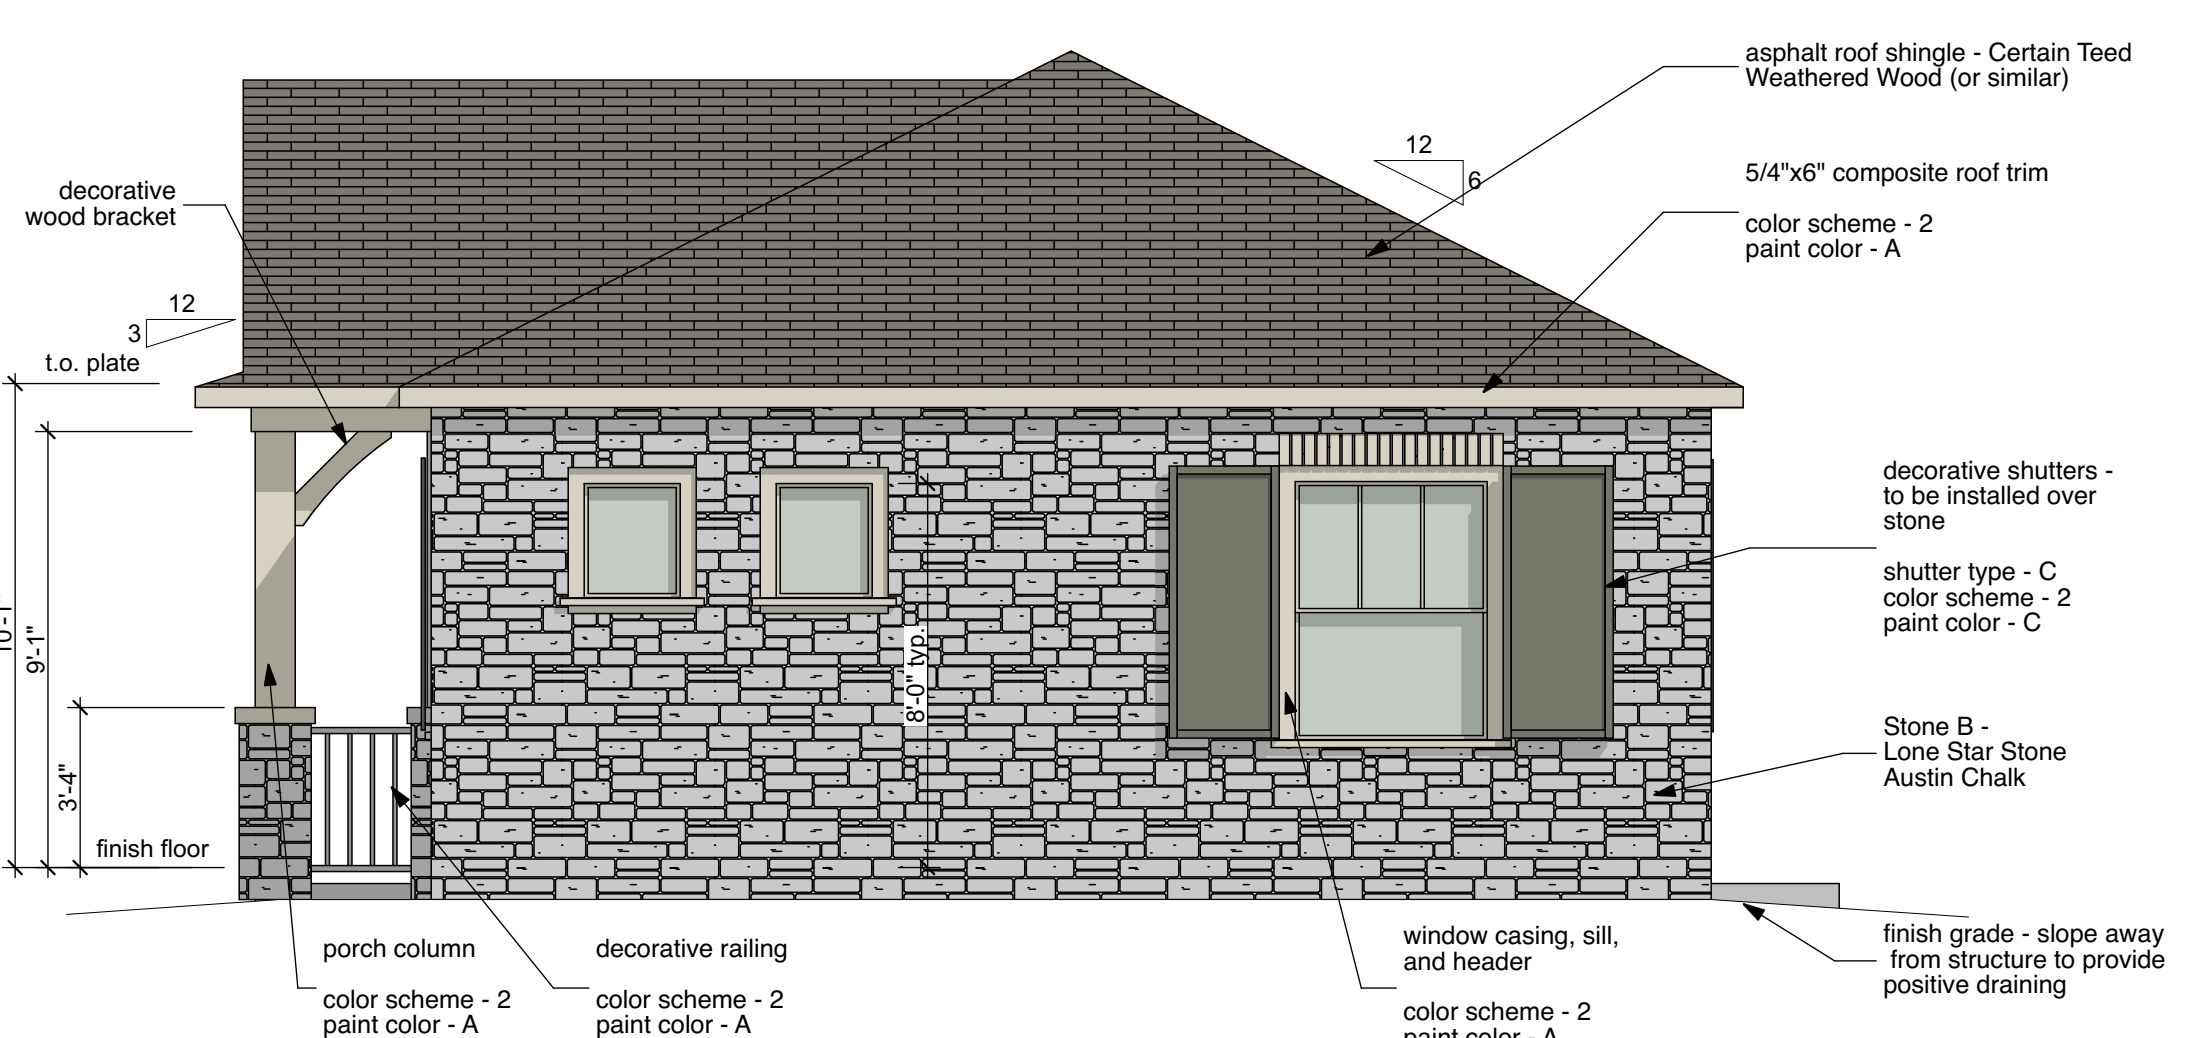 asphalt roof shingle - Certain Teed
Weathered Wood (or similar)
12
6
5/4"x6" composite roof trim
color scheme - 2
paint color - A
decorative
wood bracket
12
3
t.o. plate
decorative shutters -
to be installed over
stone
shutter type - C
color scheme - 2
paint color - C
10'-1"
9'-1"
8'-0" typ.
3'-4"
Stone B -
Lone Star Stone
Austin Chalk
finish floor
porch column
color scheme - 2
paint color - A
decorative railing
color scheme - 2
paint color - A
window casing, sill,
and header
color scheme - 2
paint color - A
finish grade - slope away
from structure to provide
positive draining